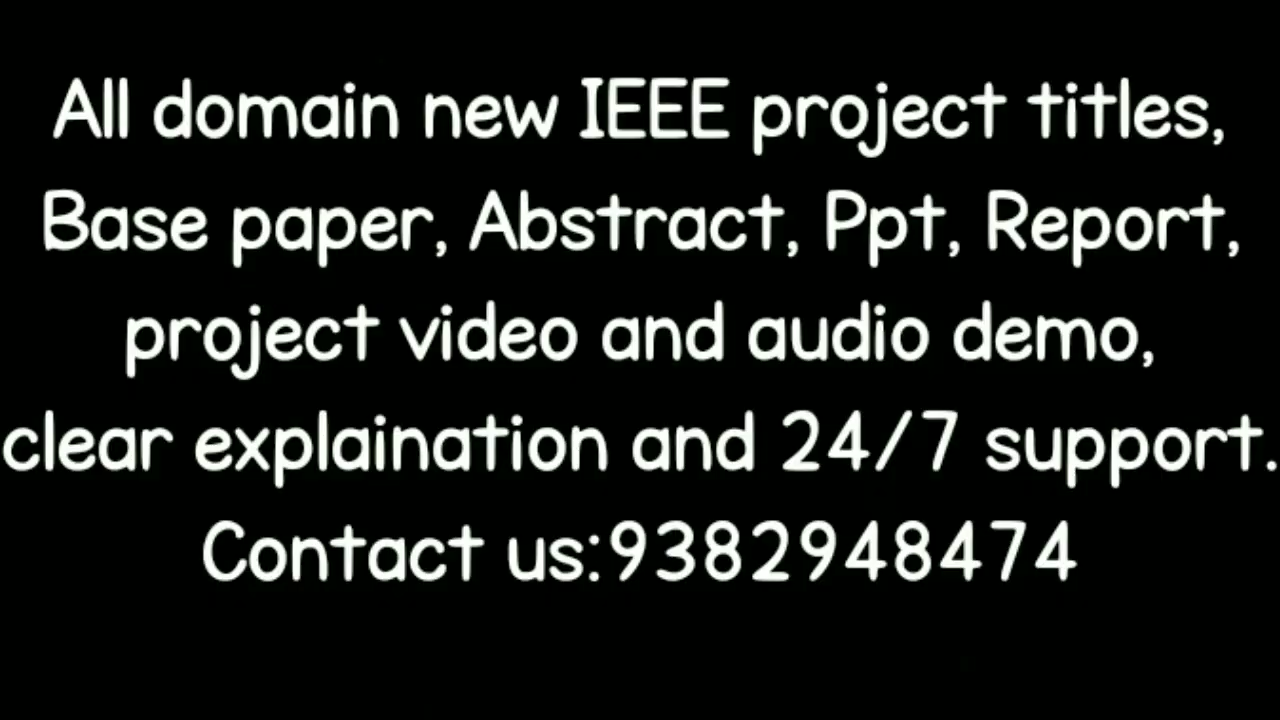 All domain new IEEE project titles,
Base paper, Abstract, Ppt, Report,
project video and audio demo,
clear explaination and 24/7 support.
Contact us:9382948474